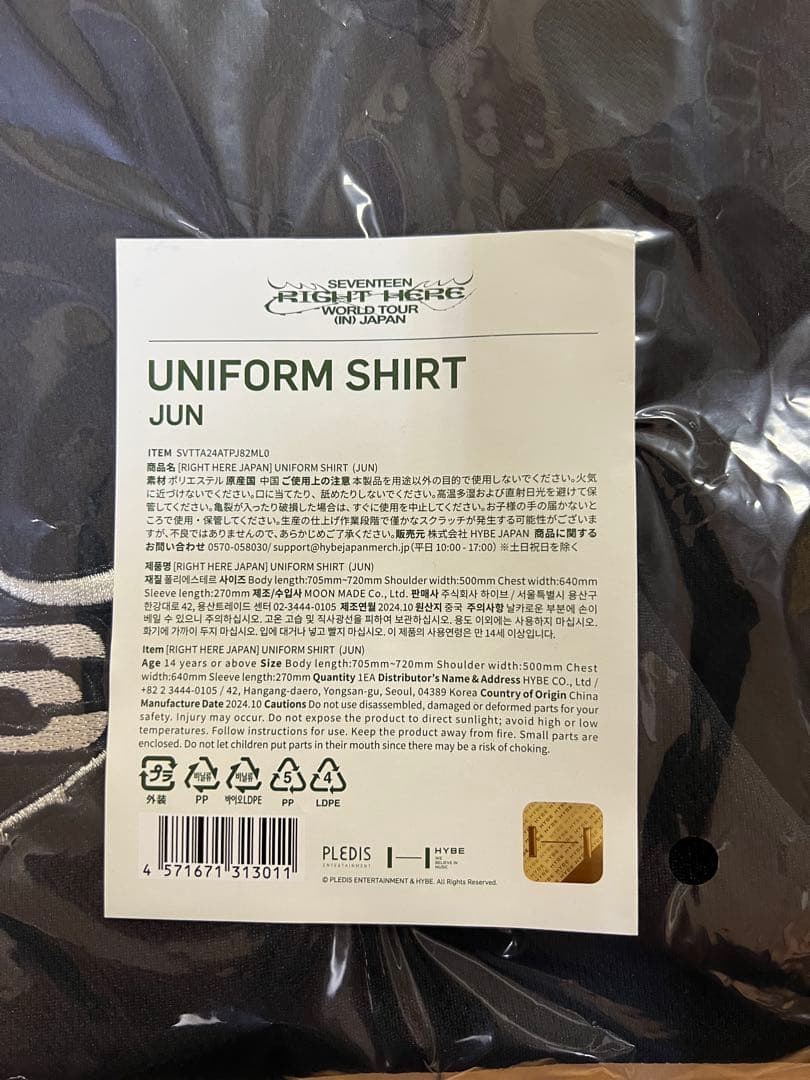 SEVENTEEN
RIGHT HERE
WORLD TOUR
(IN) JAPAN
UNIFORM SHIRT
JUN
ITEM SVTTA24ATPJ82ML0
商品名 [RIGHT HERE JAPAN] UNIFORM SHIRT (JUN)
素材 ポリエステル 原産国 中国 ご使用上の注意 本製品を用途以外の目的で使用しないでください。火気
に近づけないでください。口に当てたり、舐めたりしないでください。高温多湿および直射日光を避けて保
管してください。亀裂が入ったり破損した場合は、すぐに使用を中止してください。お子様の手の届かないと
ころで使用・保管してください。生産の仕上げ作業段階で僅かなスクラッチが発生する可能性がございま
すが、不良ではありませんので、あらかじめご了承ください。販売元 株式会社 HYBE JAPAN 商品に関する
お問い合わせ 0570-058030/ support@hybejapanmerch.jp (平日 10:00 - 17:00) ※土日祝日を除く
제품명 [RIGHT HERE JAPAN] UNIFORM SHIRT (JUN)
재질 폴리에스테르 사이즈 Body length:705mm~720mm Shoulder width:500mm Chest width:640mm
Sleeve length:270mm 제조/수입사 MOON MADE Co., Ltd. 판매사 주식회사 하이브 / 서울특별시 용산구
한강대로 42, 용산트레이드 센터 02-3444-0105 제조연월 2024.10 원산지 중국 주의사항 날카로운 부분에 손이
베일 수 있으니 주의하십시오. 고온 고습 및 직사광선을 피하여 보관하십시오. 용도 이외에는 사용하지 마십시오.
화기에 가까이 두지 마십시오. 입에 대거나 넣고 빨지 마십시오. 이 제품의 사용연령은 만 14세 이상입니다.
Item [RIGHT HERE JAPAN] UNIFORM SHIRT (JUN)
Age 14 years or above Size Body length:705mm~720mm Shoulder width:500mm Chest
width:640mm Sleeve length:270mm Quantity 1EA Distributor's Name & Address HYBE CO., Ltd /
+82 2 3444-0105 / 42, Hangang-daero, Yongsan-gu, Seoul, 04389 Korea Country of Origin China
Manufacture Date 2024.10 Cautions Do not use disassembled, damaged or deformed parts for your
safety. Injury may occur. Do not expose the product to direct sunlight; avoid high or low
temperatures. Follow instructions for use. Keep the product away from fire. Small parts are
enclosed. Do not let children put parts in their mouth since there may be a risk of choking.
プラ 비닐류 비닐류 5 4
外装 PP 바이오LDPE PP LDPE
4 571671 313011
PLEDIS
ENTERTAINMENT
HYBE
WE
BELIEVE IN
MUSIC
© PLEDIS ENTERTAINMENT & HYBE. All Rights Reserved.